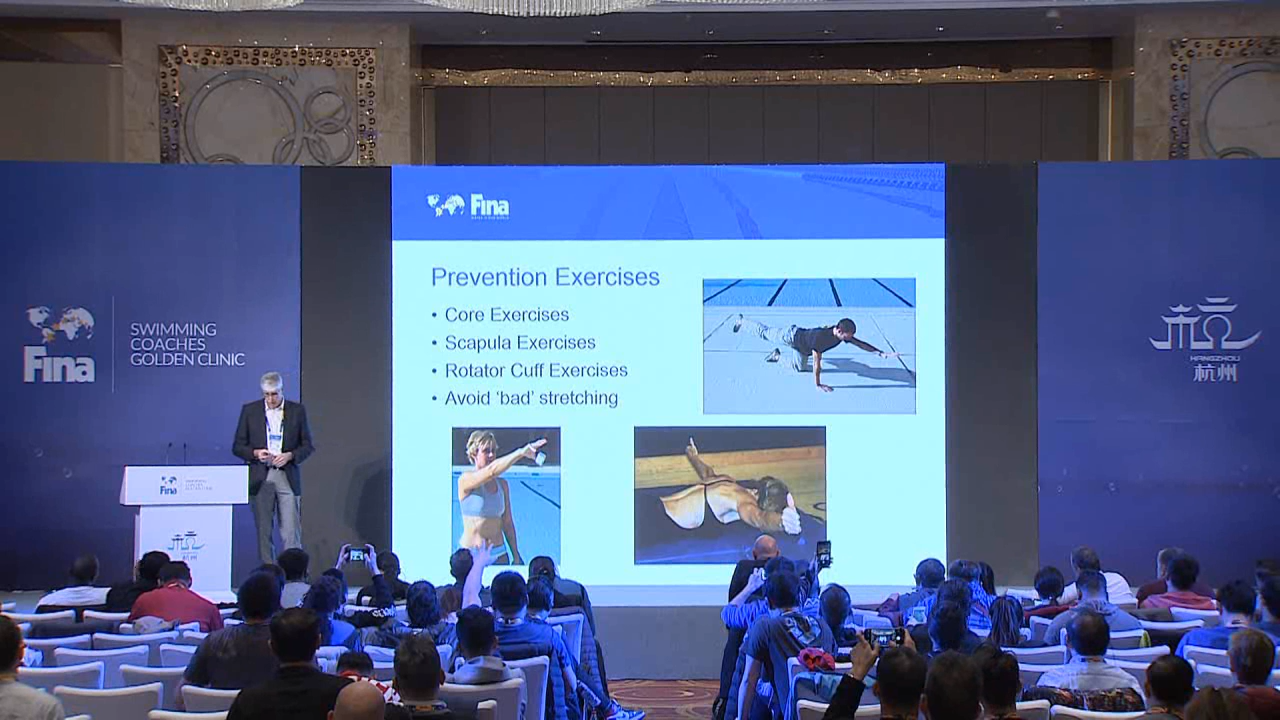 Fina
Prevention Exercises
• Core Exercises
• Scapula Exercises
• Rotator Cuff Exercises
• Avoid ‘bad’ stretching
Fina
SWIMMING
COACHES
GOLDEN CLINIC
HANGZHOU
杭州
Fina